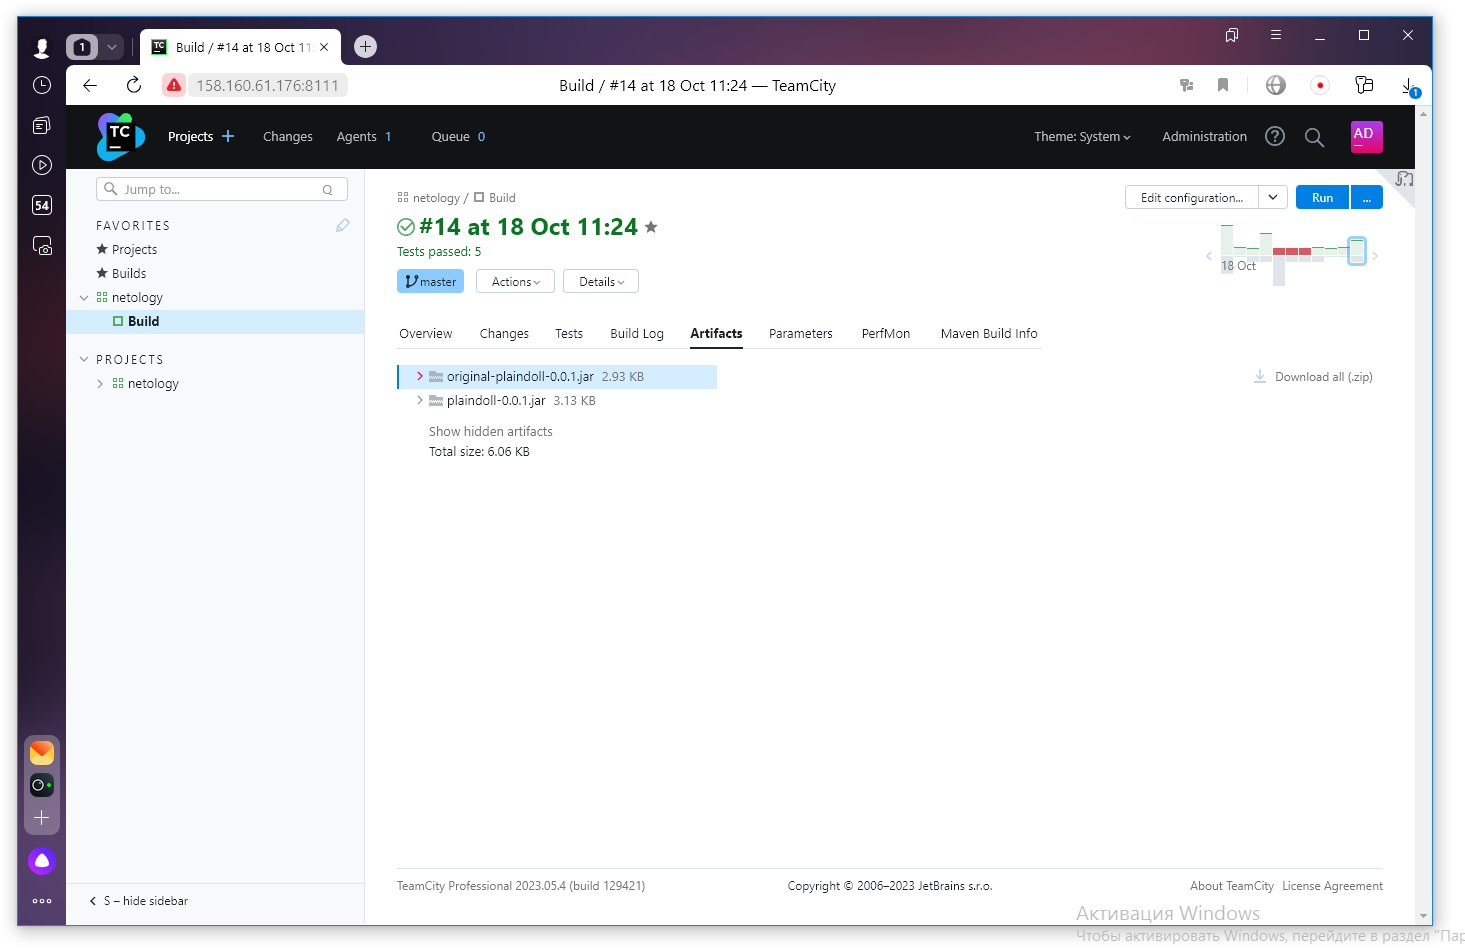 1
TC Build / #14 at 18 Oct 11:
158.160.61.176:8111
Build / #14 at 18 Oct 11:24 — TeamCity
1
54
TC
Projects
Changes
Agents 1
Queue 0
Theme: System
Administration
?
AD
Jump to...
Q
FAVORITES
Projects
Builds
netology
Build
PROJECTS
netology
netology / Build
Edit configuration...
Run
...
#14 at 18 Oct 11:24
Tests passed: 5
18 Oct
master
Actions
Details
Overview
Changes
Tests
Build Log
Artifacts
Parameters
PerfMon
Maven Build Info
original-plaindoll-0.0.1.jar 2.93 KB
Download all (.zip)
plaindoll-0.0.1.jar 3.13 KB
Show hidden artifacts
Total size: 6.06 KB
TeamCity Professional 2023.05.4 (build 129421)
Copyright © 2006–2023 JetBrains s.r.o.
About TeamCity
License Agreement
S – hide sidebar
Активация Windows
Чтобы активировать Windows, перейдите в раздел "Пар